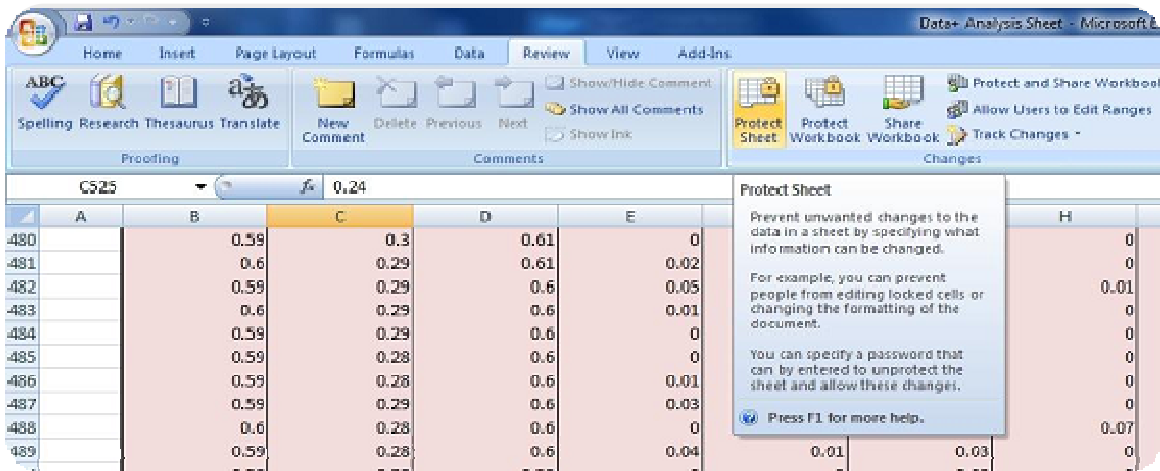 Data+ Analysis Sheet - Microsoft E
Home Insert Page Layout Formulas Data Review View Add-Ins
Spelling Research Thesaurus Translate
New Comment Delete Previous Next
Show/Hide Comment
Show All Comments
Show Ink
Protect Sheet Protect Workbook Share Workbook
Protect and Share Workbook
Allow Users to Edit Ranges
Track Changes
Proofing Comments Changes
C525 fx 0.24
A B C D E H
480 0.59 0.3 0.61 0 0
481 0.6 0.29 0.61 0.02 0
482 0.59 0.29 0.6 0.05 0.01
483 0.6 0.29 0.6 0.01 0
484 0.59 0.29 0.6 0 0
485 0.59 0.28 0.6 0 0
486 0.59 0.28 0.6 0.01 0
487 0.59 0.29 0.6 0.03 0
488 0.6 0.28 0.6 0 0.07
489 0.59 0.28 0.6 0.04 0.01 0.03 0
Protect Sheet
Prevent unwanted changes to the
data in a sheet by specifying what
information can be changed.
For example, you can prevent
people from editing locked cells or
changing the formatting of the
document.
You can specify a password that
can by entered to unprotect the
sheet and allow these changes.
Press F1 for more help.